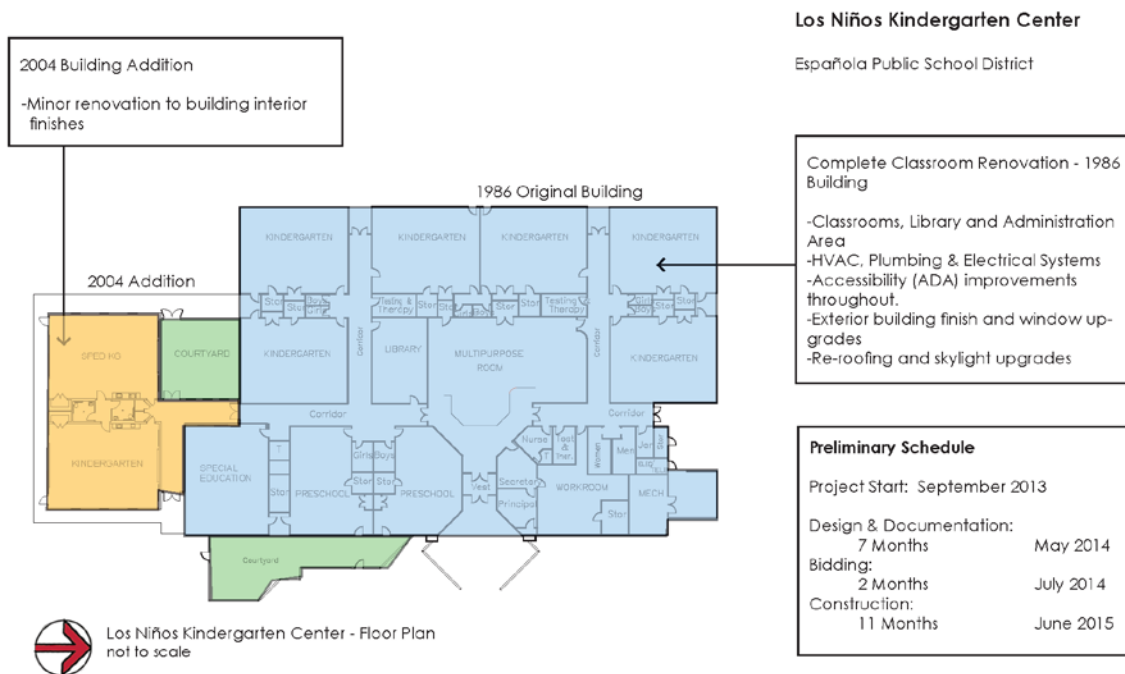 Los Niños Kindergarten Center
Española Public School District
2004 Building Addition
-Minor renovation to building interior
finishes
Complete Classroom Renovation - 1986
Building
-Classrooms, Library and Administration
Area
-HVAC, Plumbing & Electrical Systems
-Accessibility (ADA) improvements
throughout.
-Exterior building finish and window up-
grades
-Re-roofing and skylight upgrades
1986 Original Building
2004 Addition
KINDERGARTEN KINDERGARTEN KINDERGARTEN KINDERGARTEN
Stor Stor Boys Girls Testing & Therapy Stor Stor Girls Boys Stor Stor Testing Therapy Girls Boys Stor Stor
SPED KG
COURTYARD
KINDERGARTEN
Corridor
LIBRARY
MULTIPURPOSE
ROOM
Corridor
KINDERGARTEN
Corridor
Corridor
KINDERGARTEN
SPECIAL
EDUCATION
T
Stor
PRESCHOOL
Girls Boys
Stor Stor
PRESCHOOL
Vest
Nurse
T
Secretary
Principal
Women
Men
Jan
Stor
WORKROOM
Stor
MECH
Courtyard
Preliminary Schedule
Project Start: September 2013
Design & Documentation:
7 Months May 2014
Bidding:
2 Months July 2014
Construction:
11 Months June 2015
Los Niños Kindergarten Center - Floor Plan
not to scale